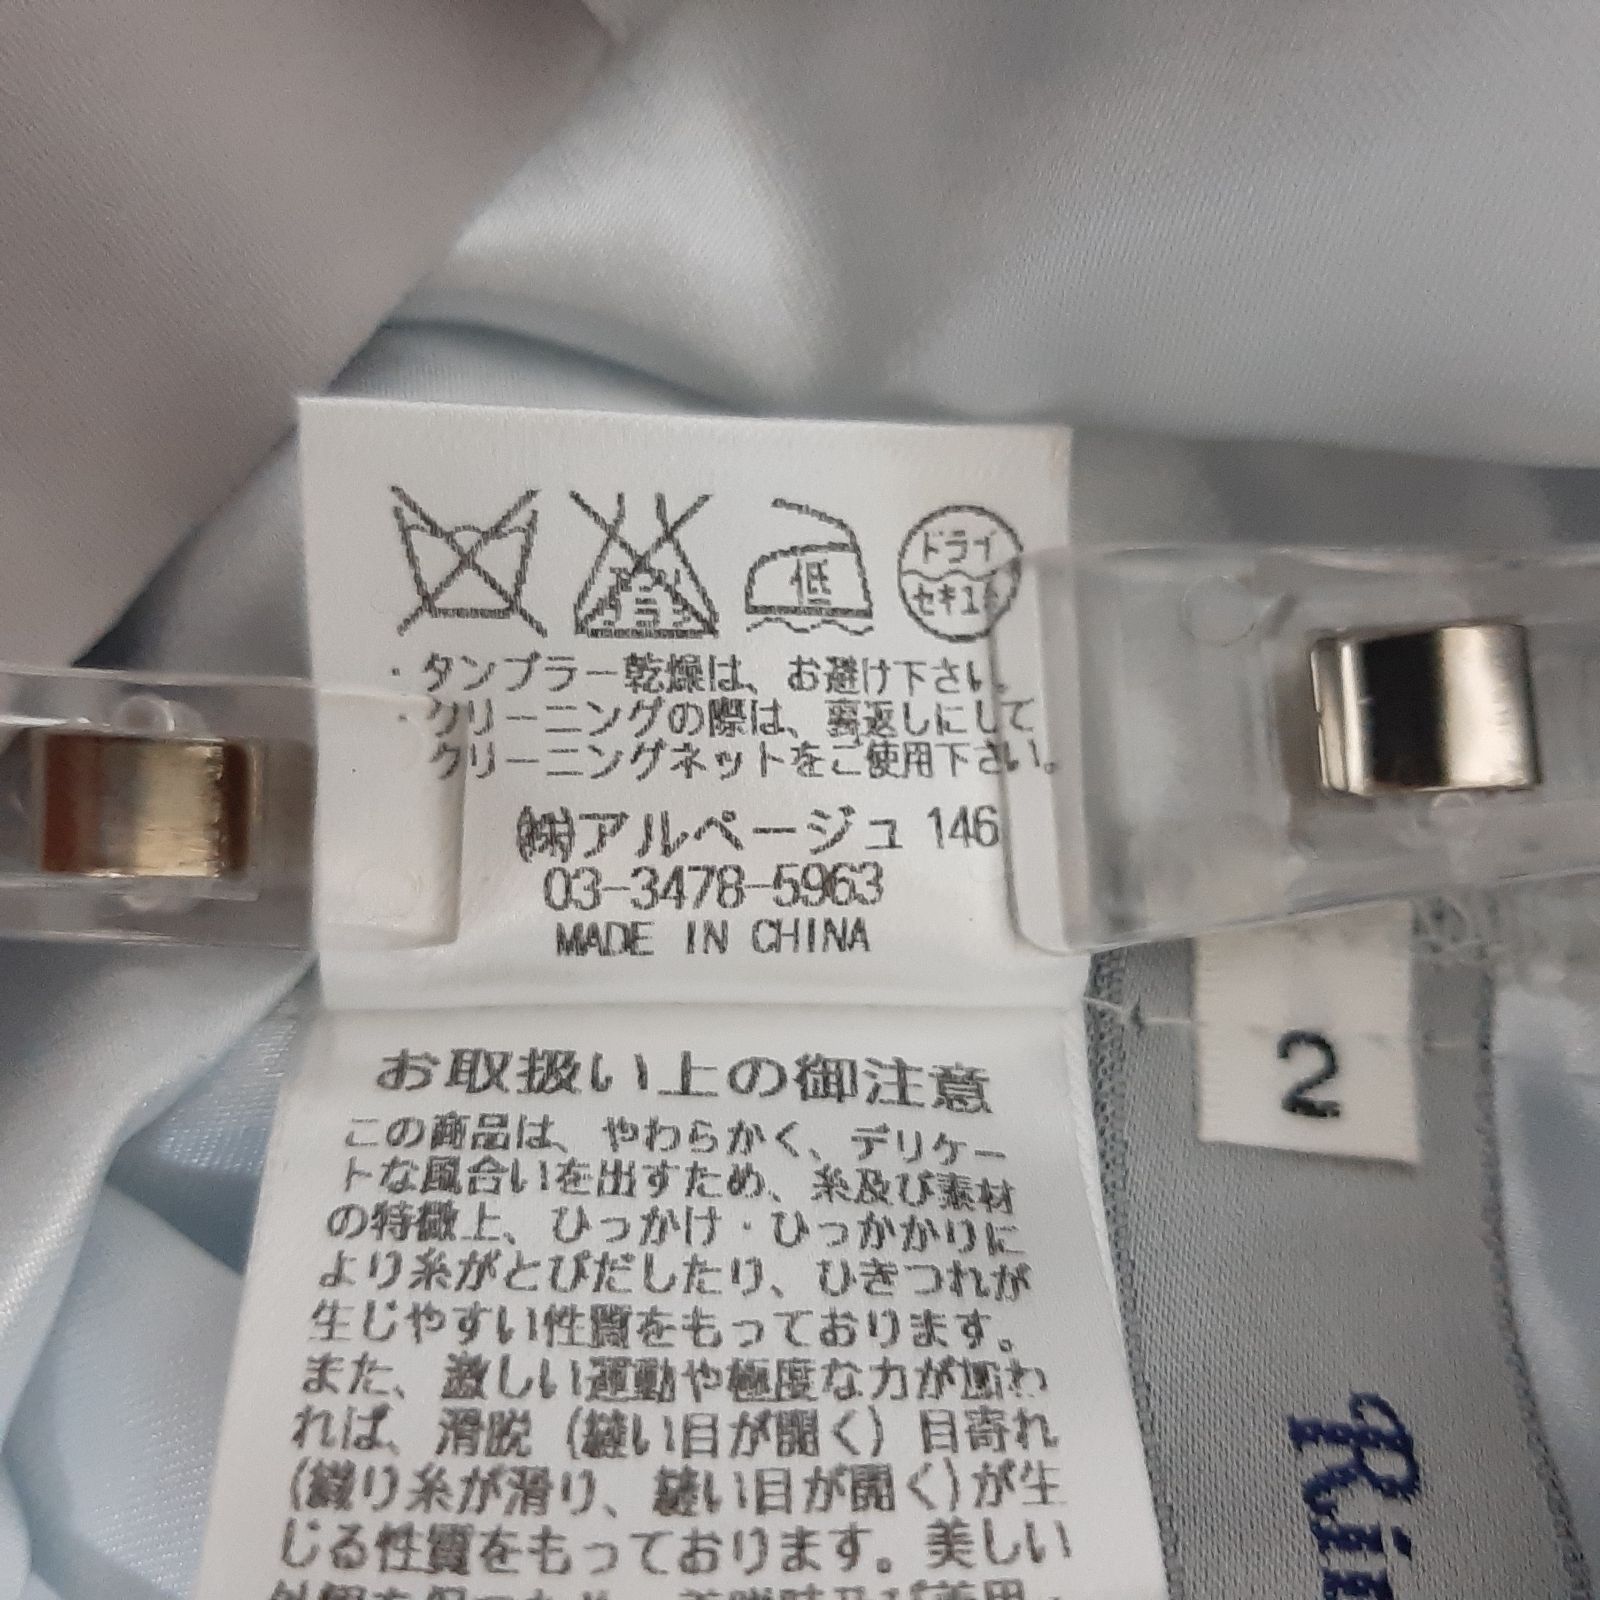 低
ドライ
セキユ系
・タンブラー乾燥は、お避け下さい。
・クリーニングの際は、裏返しにして
クリーニングネットをご使用下さい。
㈱アルページュ 146
03-3478-5963
MADE IN CHINA
お取扱い上の御注意
この商品は、やわらかく、デリケー
トな風合いを出すため、糸及び素材
の特徴上、ひっかけ・ひっかかりに
より糸がとびだしたり、ひきつれが
生じやすい性質をもっております。
また、激しい運動や極度な力が加わ
れば、滑脱(縫い目が開く)目寄れ
(織り糸が滑り、縫い目が開く)が生
じる性質をもっております。美しい
2